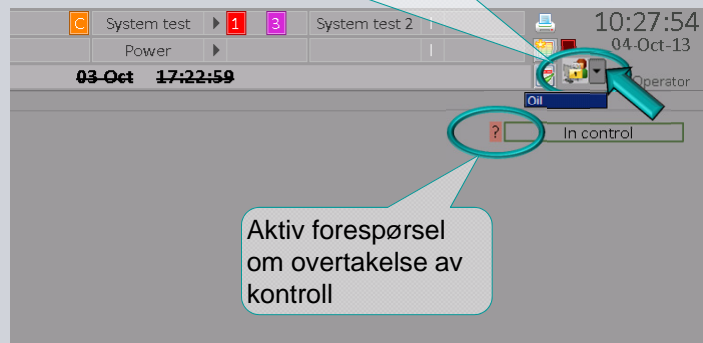 C System test 1 3 System test 2
10:27:54
Power
04-Oct-13
03 Oct 17:22:59
Operator
Oil
? In control
Aktiv forespørsel
om overtakelse av
kontroll